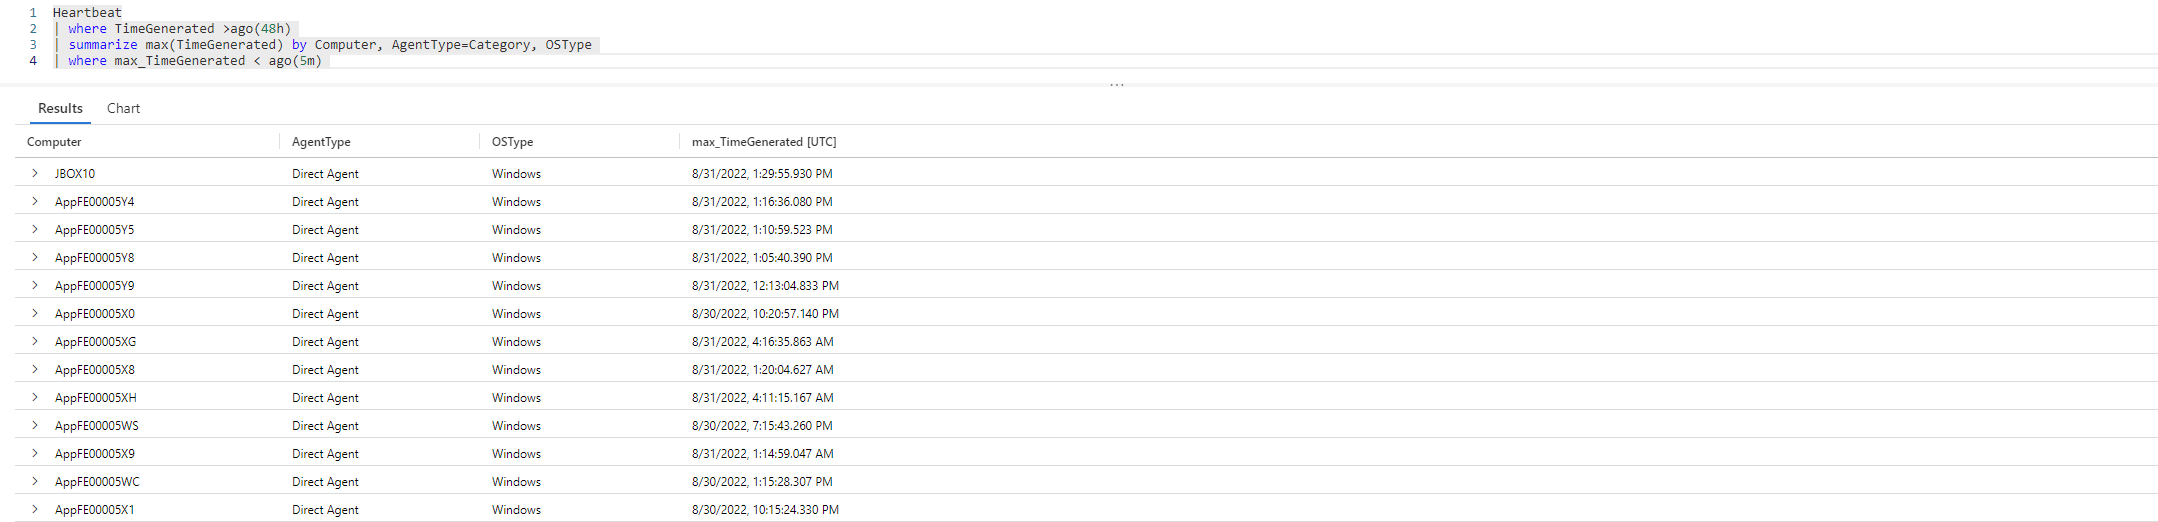 1 Heartbeat
2 | where TimeGenerated >ago(48h)
3 | summarize max(TimeGenerated) by Computer, AgentType=Category, OSType
4 | where max_TimeGenerated < ago(5m)
...
Results Chart
Computer AgentType OSType max_TimeGenerated [UTC]
> JBOX10 Direct Agent Windows 8/31/2022, 1:29:55.930 PM
> AppFE00005Y4 Direct Agent Windows 8/31/2022, 1:16:36.080 PM
> AppFE00005Y5 Direct Agent Windows 8/31/2022, 1:10:59.523 PM
> AppFE00005Y8 Direct Agent Windows 8/31/2022, 1:05:40.390 PM
> AppFE00005Y9 Direct Agent Windows 8/31/2022, 12:13:04.833 PM
> AppFE00005X0 Direct Agent Windows 8/30/2022, 10:20:57.140 PM
> AppFE00005XG Direct Agent Windows 8/31/2022, 4:16:35.863 AM
> AppFE00005X8 Direct Agent Windows 8/31/2022, 1:20:04.627 AM
> AppFE00005XH Direct Agent Windows 8/31/2022, 4:11:15.167 AM
> AppFE00005WS Direct Agent Windows 8/30/2022, 7:15:43.260 PM
> AppFE00005X9 Direct Agent Windows 8/31/2022, 1:14:59.047 AM
> AppFE00005WC Direct Agent Windows 8/30/2022, 1:15:28.307 PM
> AppFE00005X1 Direct Agent Windows 8/30/2022, 10:15:24.330 PM